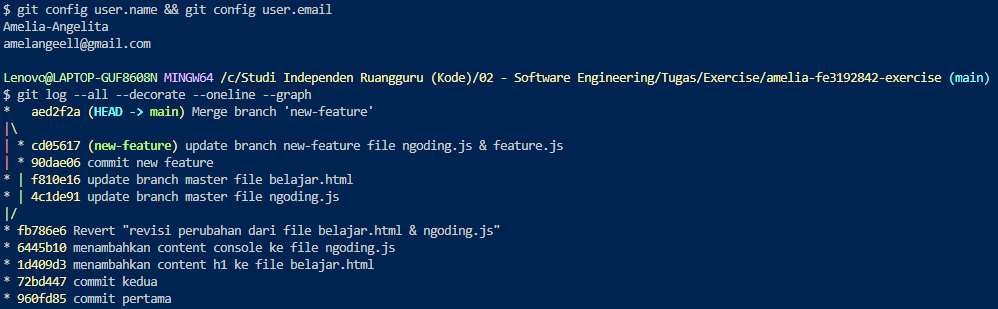 $ git config user.name && git config user.email
Amelia-Angelita
amelangeell@gmail.com
Lenovo@LAPTOP-GUF8608N MINGW64 /c/Studi Independen Ruangguru (Kode)/02 - Software Engineering/Tugas/Exercise/amelia-fe3192842-exercise (main)
$ git log --all --decorate --oneline --graph
*   aed2f2a (HEAD -> main) Merge branch 'new-feature'
|\
| * cd05617 (new-feature) update branch new-feature file ngoding.js & feature.js
| * 90dae06 commit new feature
* | f810e16 update branch master file belajar.html
* | 4c1de91 update branch master file ngoding.js
|/
* fb786e6 Revert "revisi perubahan dari file belajar.html & ngoding.js"
* 6445b10 menambahkan content console ke file ngoding.js
* 1d409d3 menambahkan content h1 ke file belajar.html
* 72bd447 commit kedua
* 960fd85 commit pertama